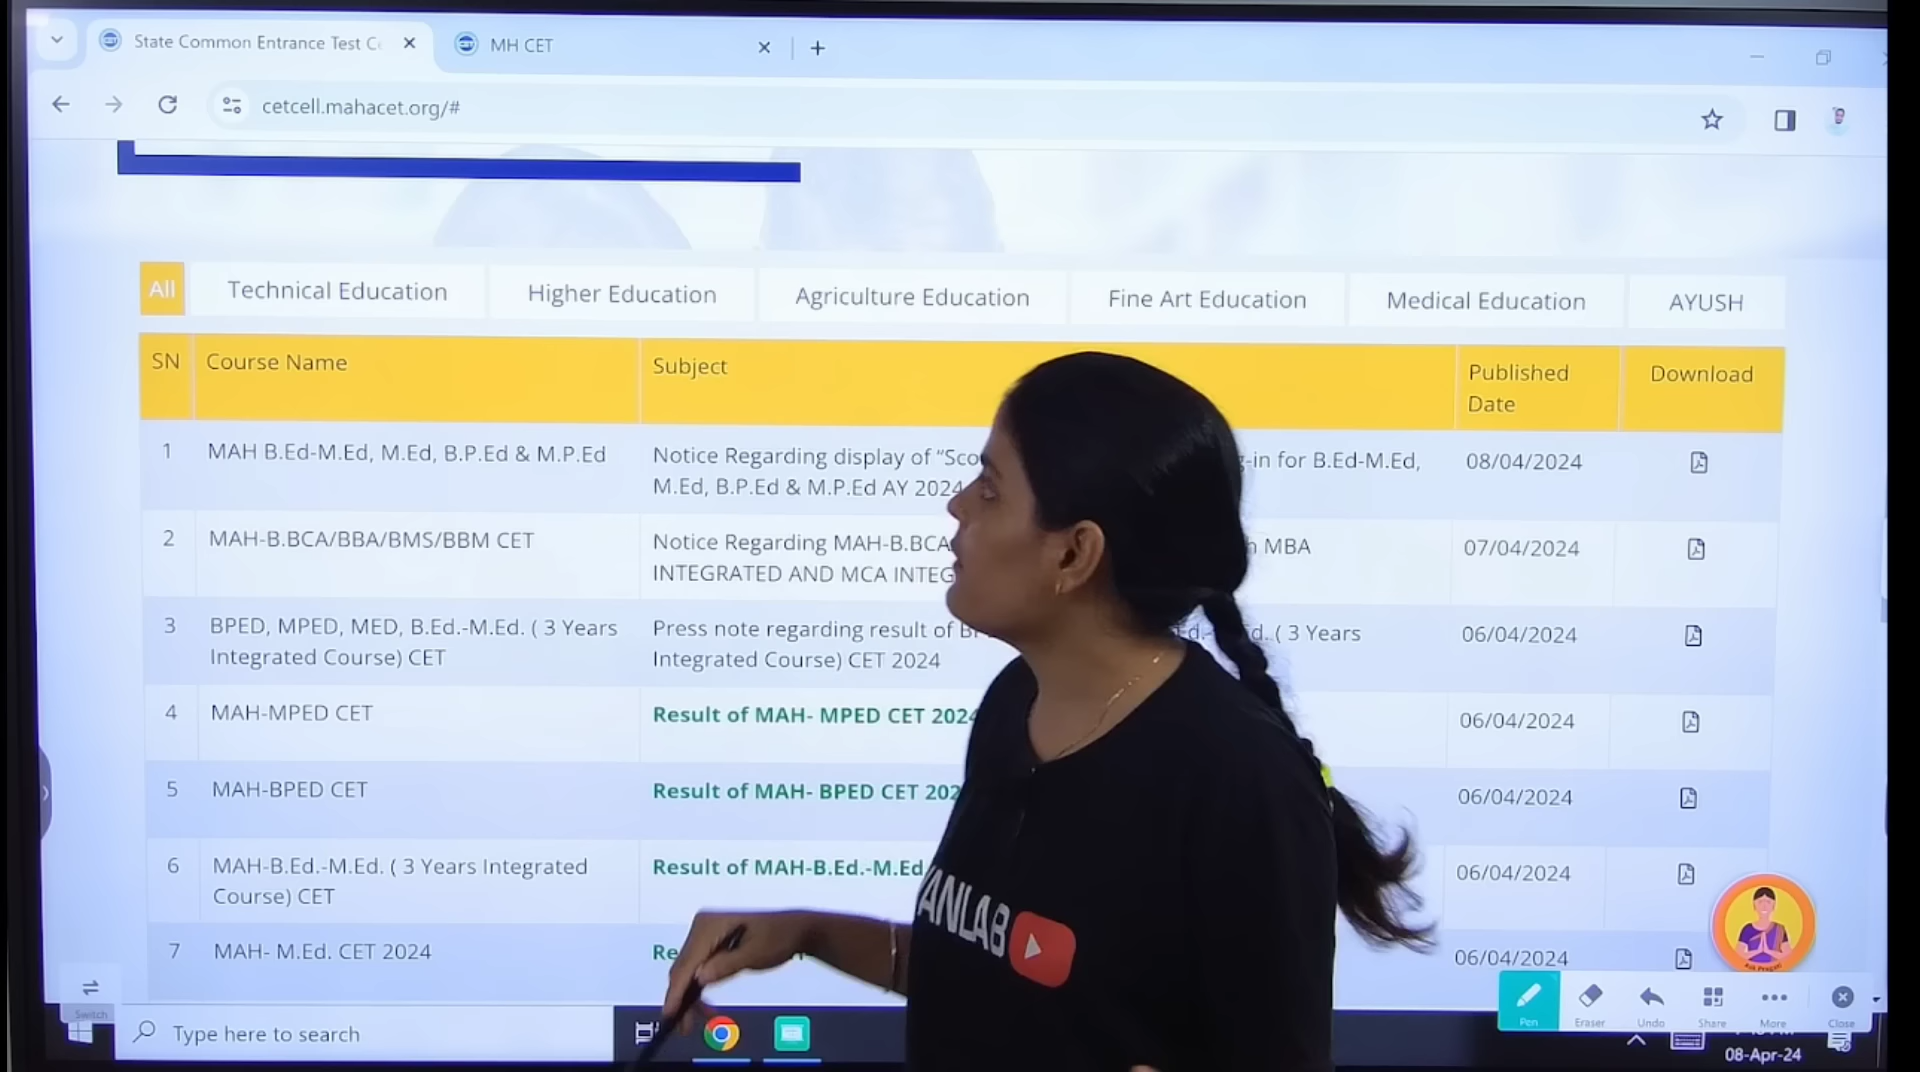 State Common Entrance Test
MH CET
cetcell.mahacet.org/#
All
Technical Education
Higher Education
Agriculture Education
Fine Art Education
Medical Education
AYUSH
SN
Course Name
Subject
Published
Date
Download
1
MAH B.Ed-M.Ed, M.Ed, B.P.Ed & M.P.Ed
Notice Regarding display of “Sco
-in for B.Ed-M.Ed,
M.Ed, B.P.Ed & M.P.Ed AY 2024
08/04/2024
2
MAH-B.BCA/BBA/BMS/BBM CET
Notice Regarding MAH-B.BCA
MBA
INTEGRATED AND MCA INTEG
07/04/2024
3
BPED, MPED, MED, B.Ed.-M.Ed. ( 3 Years
Integrated Course) CET
Press note regarding result of
d. ( 3 Years
Integrated Course) CET 2024
06/04/2024
4
MAH-MPED CET
Result of MAH- MPED CET 2024
06/04/2024
5
MAH-BPED CET
Result of MAH- BPED CET 202
06/04/2024
6
MAH-B.Ed.-M.Ed. ( 3 Years Integrated
Course) CET
Result of MAH-B.Ed.-M.Ed
06/04/2024
7
MAH- M.Ed. CET 2024
Re
06/04/2024
YANLAB
Switch
Pen
Eraser
Undo
Share
More
Close
Type here to search
08-Apr-24